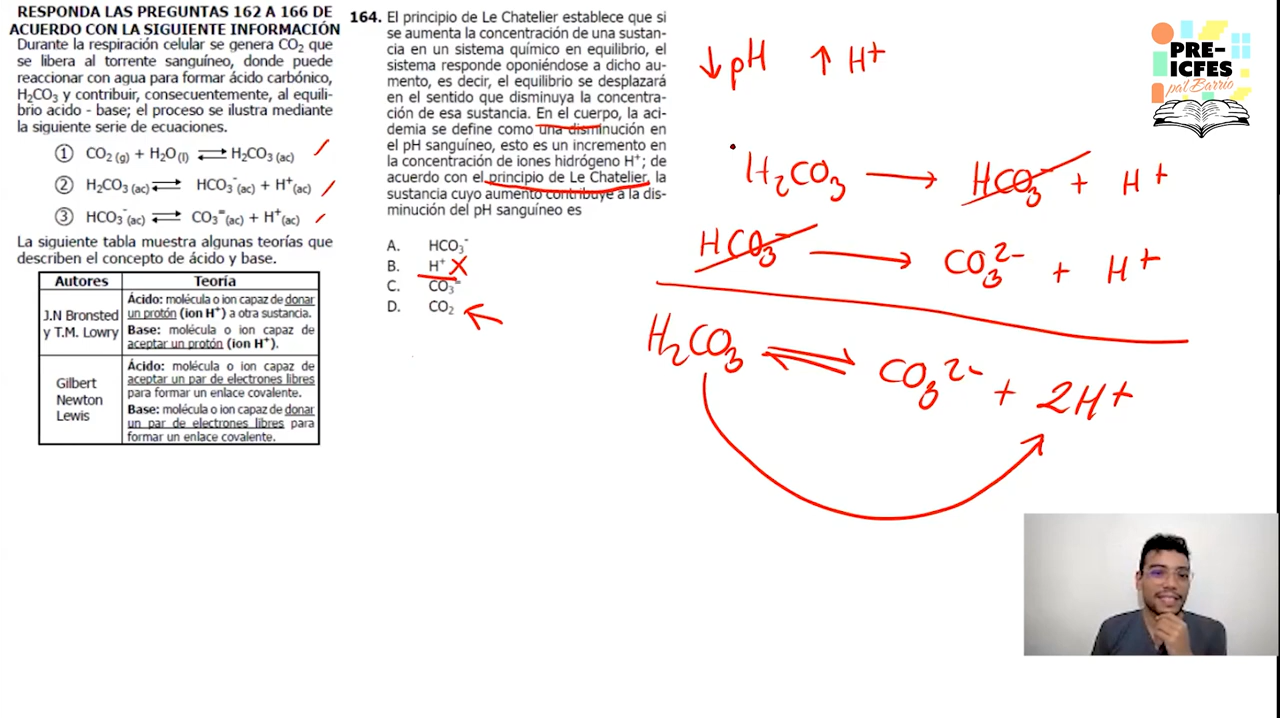 RESPONDA LAS PREGUNTAS 162 A 166 DE
ACUERDO CON LA SIGUIENTE INFORMACIÓN
Durante la respiración celular se genera CO₂ que
se libera al torrente sanguíneo, donde puede
reaccionar con agua para formar ácido carbónico,
H₂CO₃ y contribuir, consecuentemente, al equili-
brio acido - base; el proceso se ilustra mediante
la siguiente serie de ecuaciones.
① CO₂ (g) + H₂O (l) ⇌ H₂CO₃ (ac)
② H₂CO₃ (ac) ⇌ HCO₃⁻ (ac) + H⁺ (ac)
③ HCO₃⁻ (ac) ⇌ CO₃⁼ (ac) + H⁺ (ac)
La siguiente tabla muestra algunas teorías que
describen el concepto de ácido y base.
Autores Teoría
J.N Bronsted
y T.M. Lowry
Ácido: molécula o ion capaz de donar
un protón (ion H⁺) a otra sustancia.
Base: molécula o ion capaz de
aceptar un protón (ion H⁺).
Gilbert
Newton
Lewis
Ácido: molécula o ion capaz de
aceptar un par de electrones libres
para formar un enlace covalente.
Base: molécula o ion capaz de donar
un par de electrones libres para
formar un enlace covalente.
164. El principio de Le Chatelier establece que si
se aumenta la concentración de una sustan-
cia en un sistema químico en equilibrio, el
sistema responde oponiéndose a dicho au-
mento, es decir, el equilibrio se desplazará
en el sentido que disminuya la concentra-
ción de esa sustancia. En el cuerpo, la aci-
demia se define como una disminución en
el pH sanguíneo, esto es un incremento en
la concentración de iones hidrógeno H⁺; de
acuerdo con el principio de Le Chatelier, la
sustancia cuyo aumento contribuye a la dis-
minución del pH sanguíneo es
A. HCO₃⁻
B. H⁺ X
C. CO₃⁼
D. CO₂
↓ pH ↑ H+
H₂CO₃ → HCO₃⁻ + H+
HCO₃⁻ → CO₃²⁻ + H+
H₂CO₃ ⇌ CO₃²⁻ + 2H+
PRE-
ICFES
pa'l Barrio